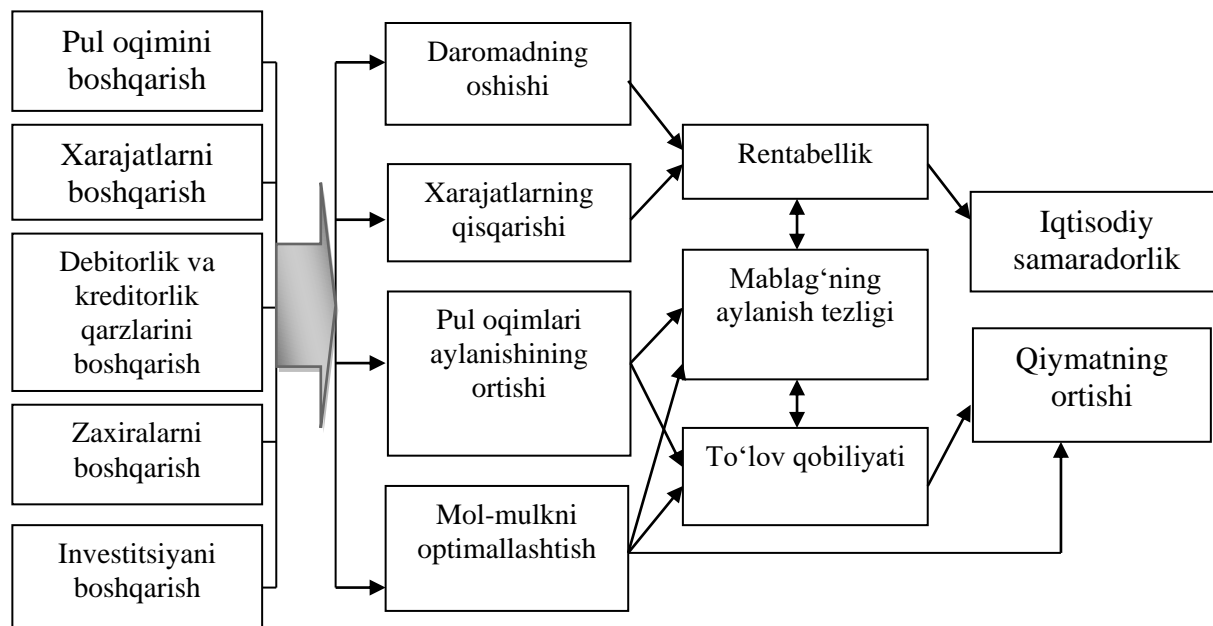 Pul oqimini
boshqarish
Xarajatlarni
boshqarish
Debitorlik va
kreditorlik
qarzlarini
boshqarish
Zaxiralarni
boshqarish
Investitsiyani
boshqarish
Daromadning
oshishi
Xarajatlarning
qisqarishi
Pul oqimlari
aylanishining
ortishi
Mol-mulkni
optimallashtish
Rentabellik
Mablag‘ning
aylanish tezligi
To‘lov qobiliyati
Iqtisodiy
samaradorlik
Qiymatning
ortishi